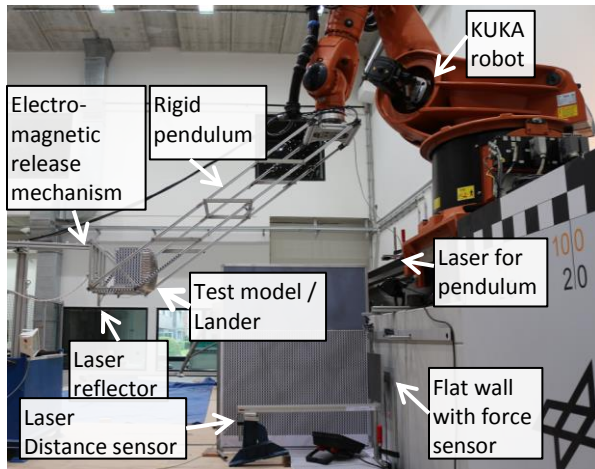 KUKA
robot
Electro-
magnetic
release
mechanism
Rigid
pendulum
Laser for
pendulum
100
20
Test model /
Lander
Laser
reflector
Flat wall
with force
sensor
Laser
Distance sensor